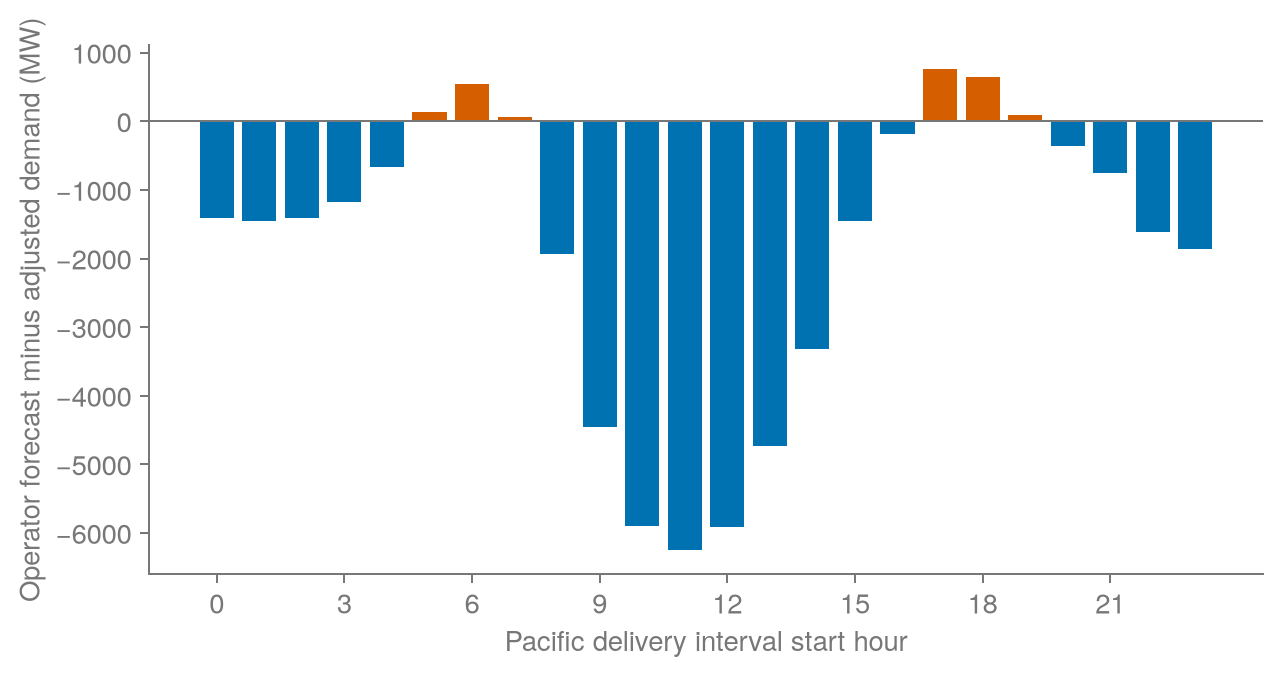 Operator forecast minus adjusted demand (MW)
1000
0
−1000
−2000
−3000
−4000
−5000
−6000
0 3 6 9 12 15 18 21
Pacific delivery interval start hour